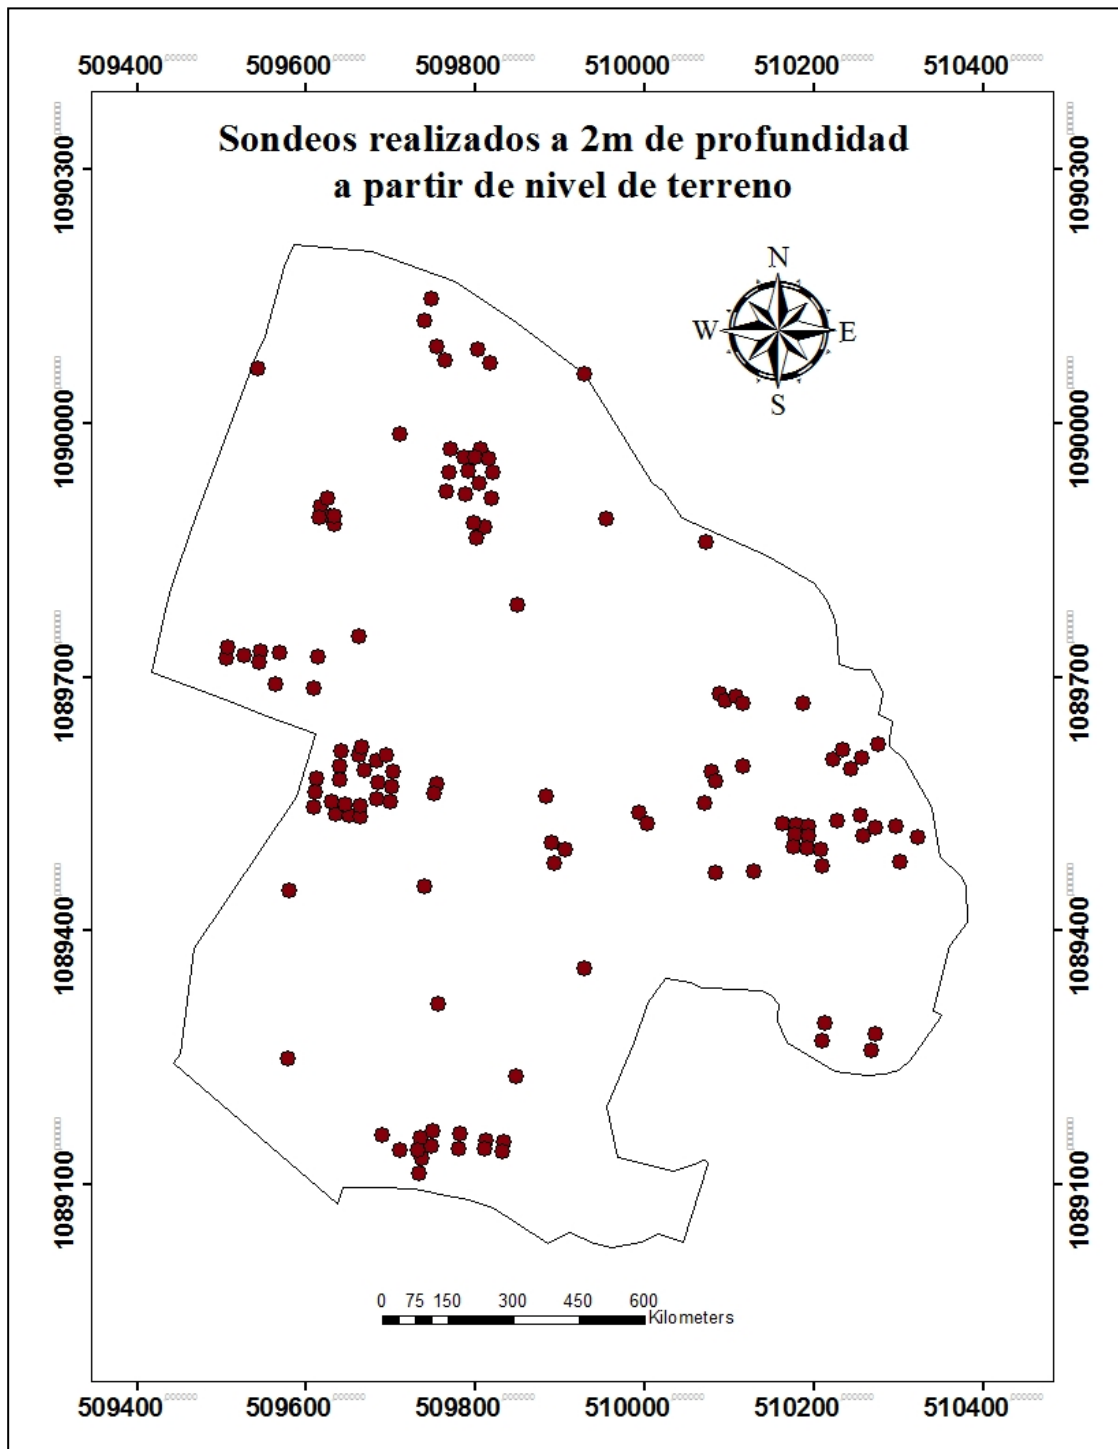 509400 509600 509800 510000 510200 510400
Sondeos realizados a 2m de profundidad
a partir de nivel de terreno
N
W E
S
1090300 1090300
1090000 1090000
1089700 1089700
1089400 1089400
1089100 1089100
0 75 150 300 450 600
Kilometers
509400 509600 509800 510000 510200 510400